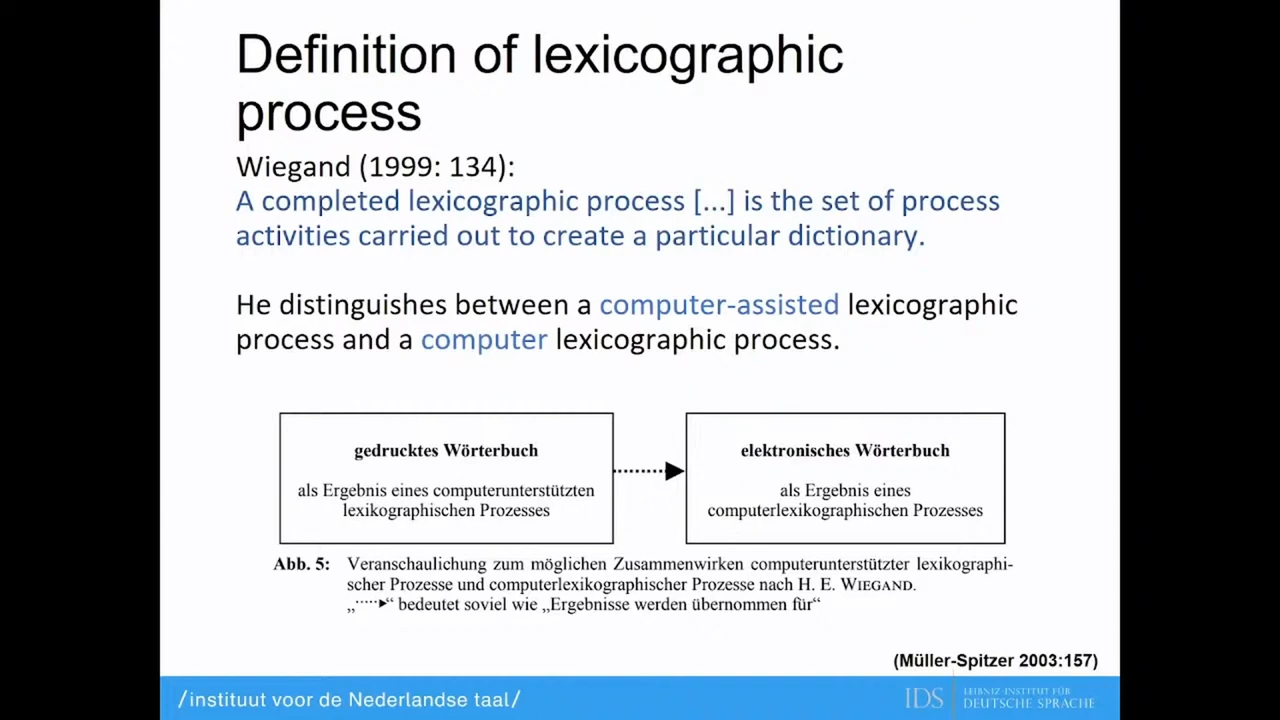 Definition of lexicographic
process
Wiegand (1999: 134):
A completed lexicographic process [...] is the set of process
activities carried out to create a particular dictionary.
He distinguishes between a computer-assisted lexicographic
process and a computer lexicographic process.
gedrucktes Wörterbuch
als Ergebnis eines computerunterstützten
lexikographischen Prozesses
elektronisches Wörterbuch
als Ergebnis eines
computerlexikographischen Prozesses
Abb. 5: Veranschaulichung zum möglichen Zusammenwirken computerunterstützter lexikographi-
scher Prozesse und computerlexikographischer Prozesse nach H. E. WIEGAND.
„·····►“ bedeutet soviel wie „Ergebnisse werden übernommen für“
(Müller-Spitzer 2003:157)
/instituut voor de Nederlandse taal/
IDS
LEIBNIZ-INSTITUT FÜR
DEUTSCHE SPRACHE